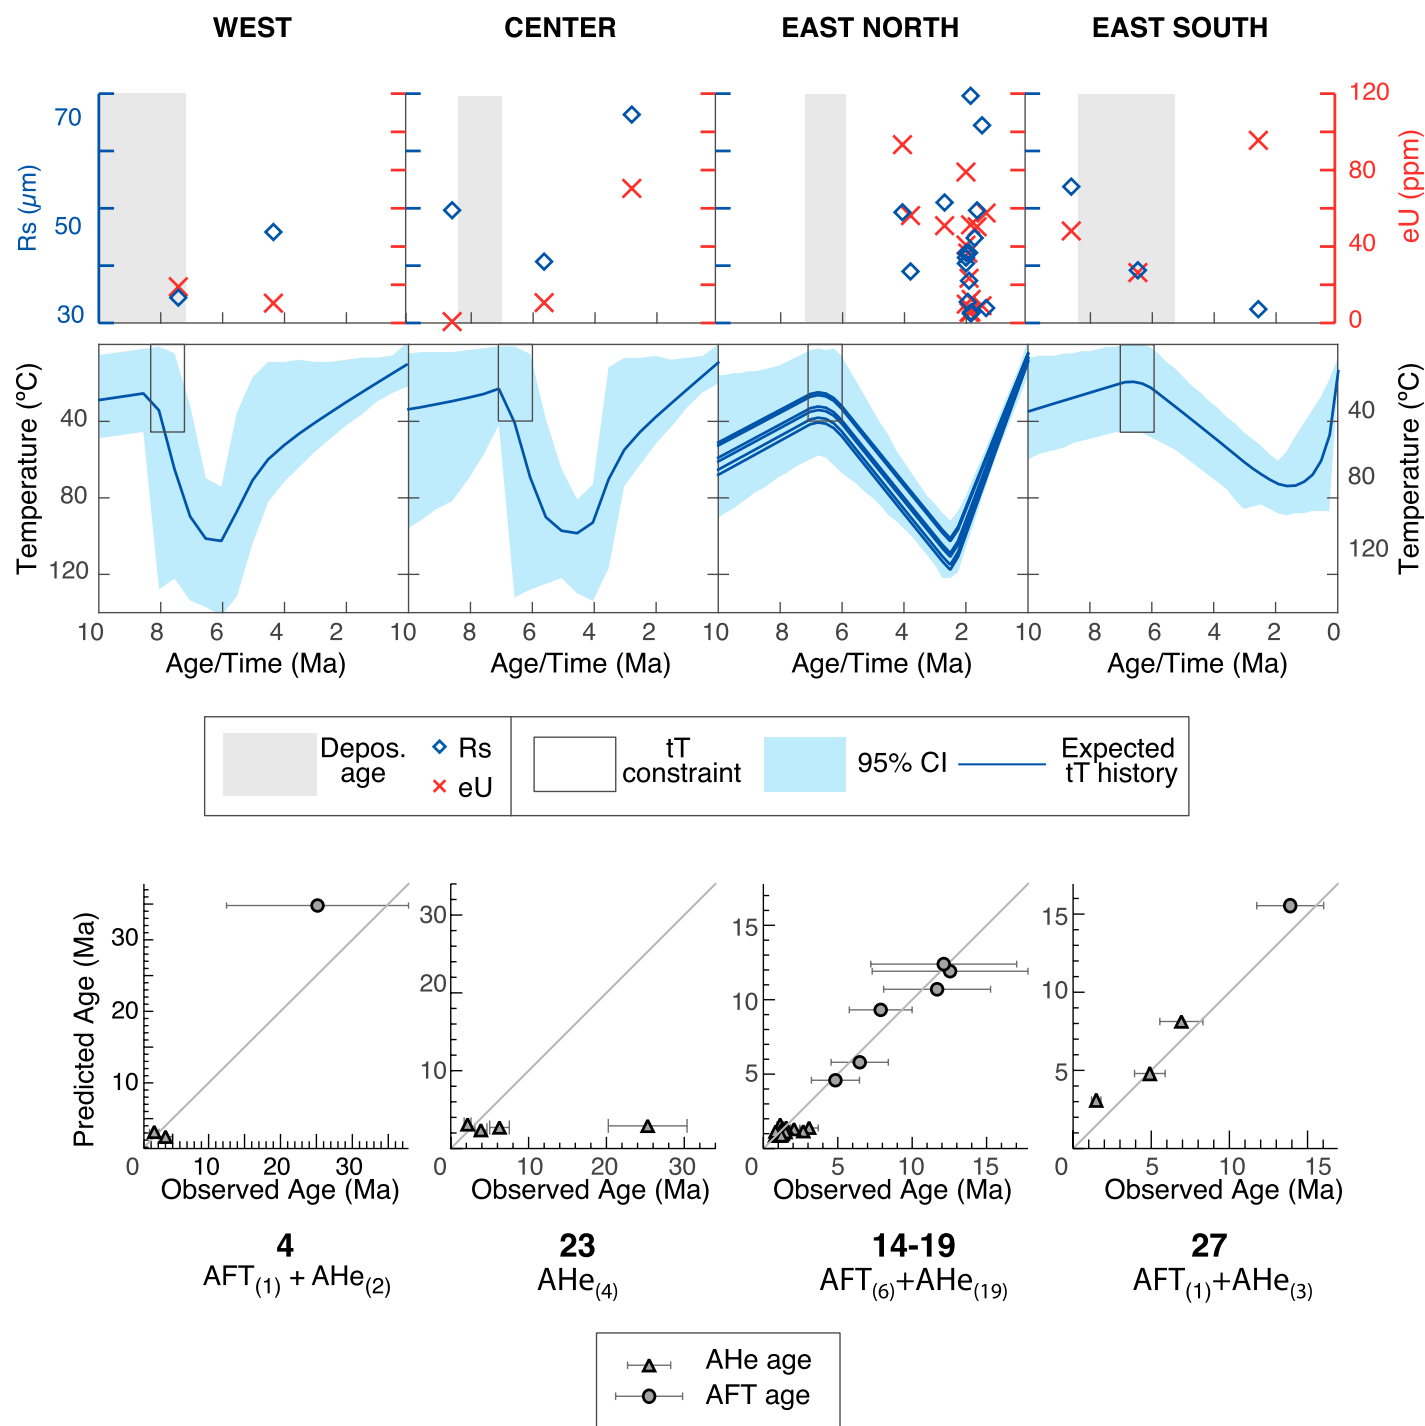 WEST CENTER EAST NORTH EAST SOUTH
70 50 30
Rs (µm)
120 80 40 0
eU (ppm)
Temperature (ºC)
40 80 120
40 80 120
Temperature (ºC)
10 8 6 4 2 10 8 6 4 2 10 8 6 4 2 10 8 6 4 2 0
Age/Time (Ma) Age/Time (Ma) Age/Time (Ma) Age/Time (Ma)
Depos.
age
Rs
eU
tT
constraint
95% CI
Expected
tT history
Predicted Age (Ma)
30 20 10
30 20 10
15 10 5
15 10 5
0 10 20 30 0 10 20 30 0 5 10 15 0 5 10 15
Observed Age (Ma) Observed Age (Ma) Observed Age (Ma) Observed Age (Ma)
4 23 14-19 27
AFT(1) + AHe(2) AHe(4) AFT(6)+AHe(19) AFT(1)+AHe(3)
AHe age
AFT age